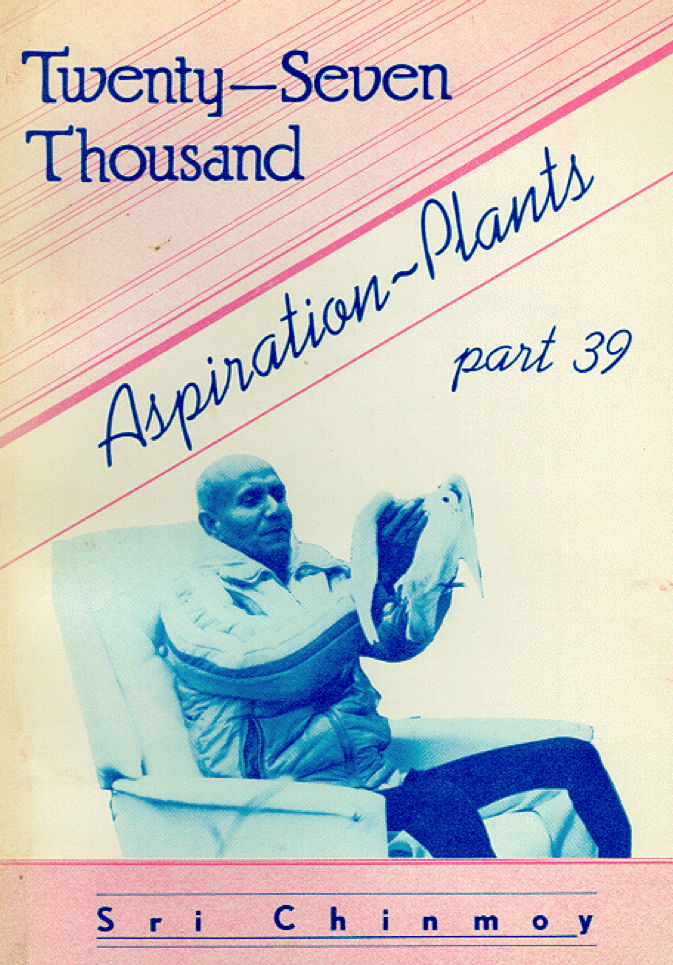 Twenty—Seven
Thousand
Aspiration~Plants
part 39
Sri Chinmoy